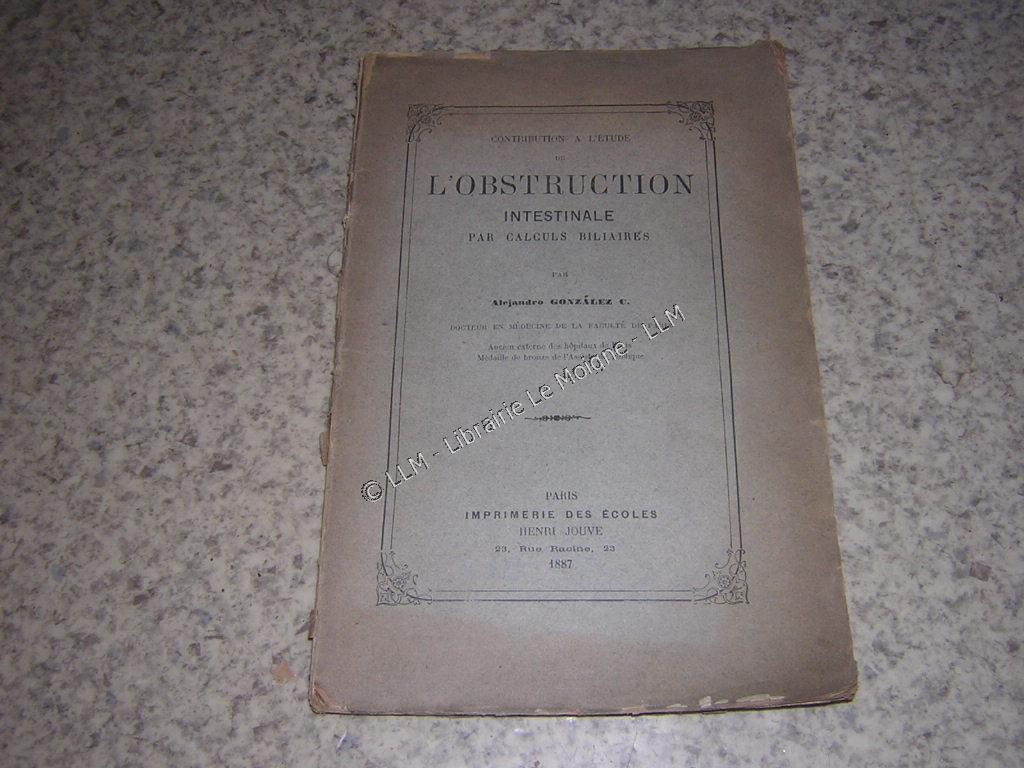 CONTRIBUTION A L'ÉTUDE
DE
L'OBSTRUCTION
INTESTINALE
PAR CALCULS BILIAIRES
PAR
Alejandro GONZÁLEZ C.
DOCTEUR EN MÉDECINE DE LA FACULTÉ DE
Ancien externe des hôpitaux de
Médaille de bronze de
© LLM - Librairie Le Moigne - LLM
PARIS
IMPRIMERIE DES ÉCOLES
HENRI JOUVE
23, Rue Racine, 23
1887